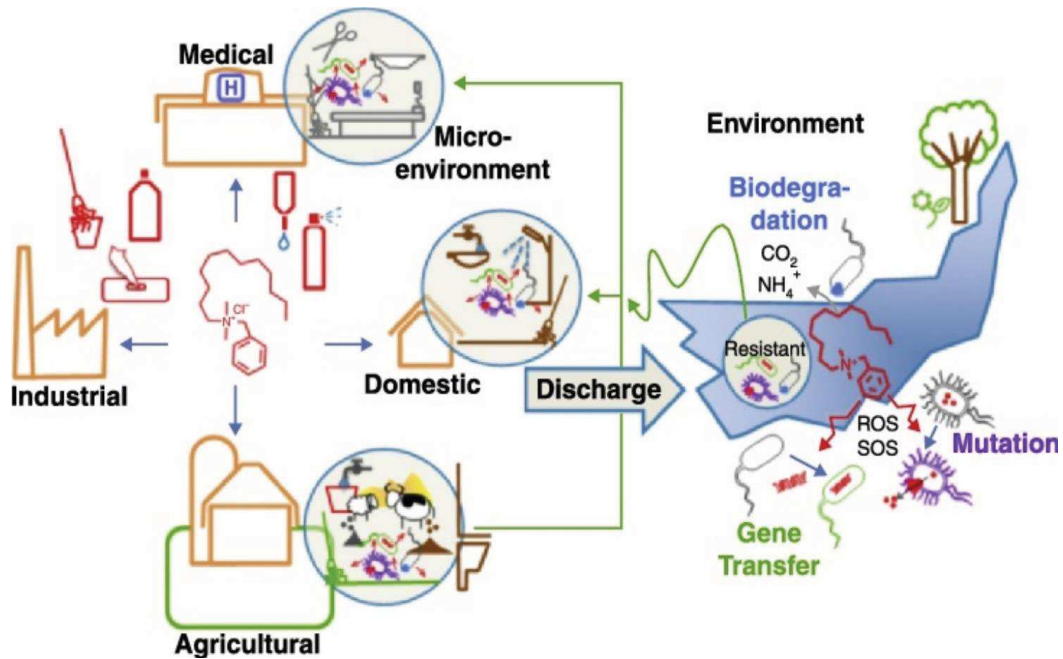 Medical
H
Micro-
environment
Cl⁻
N⁺
Industrial
Domestic
Agricultural
Discharge
Environment
Biodegra-
dation
CO₂
NH₄⁺
Resistant
N⁺
ROS
SOS
Mutation
Gene
Transfer